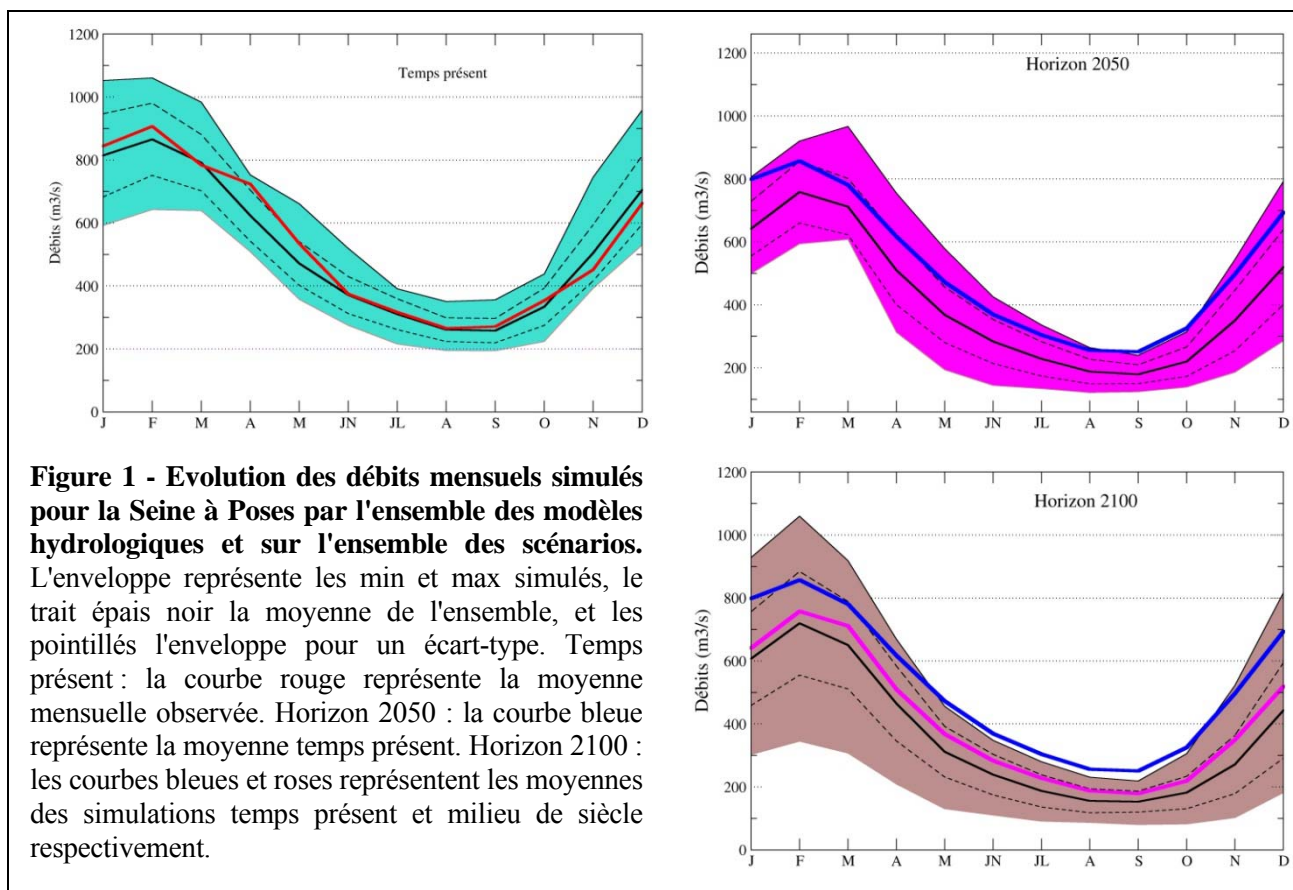 Temps présent
Débits (m3/s)
1200
1000
800
600
400
200
0
J F M A M JN JL A S O N D
Horizon 2050
Débits (m3/s)
1200
1000
800
600
400
200
J F M A M JN JL A S O N D
Figure 1 - Evolution des débits mensuels simulés
pour la Seine à Poses par l'ensemble des modèles
hydrologiques et sur l'ensemble des scénarios.
L'enveloppe représente les min et max simulés, le
trait épais noir la moyenne de l'ensemble, et les
pointillés l'enveloppe pour un écart-type. Temps
présent : la courbe rouge représente la moyenne
mensuelle observée. Horizon 2050 : la courbe bleue
représente la moyenne temps présent. Horizon 2100 :
les courbes bleues et roses représentent les moyennes
des simulations temps présent et milieu de siècle
respectivement.
Horizon 2100
Débits (m3/s)
1200
1000
800
600
400
200
0
J F M A M JN JL A S O N D